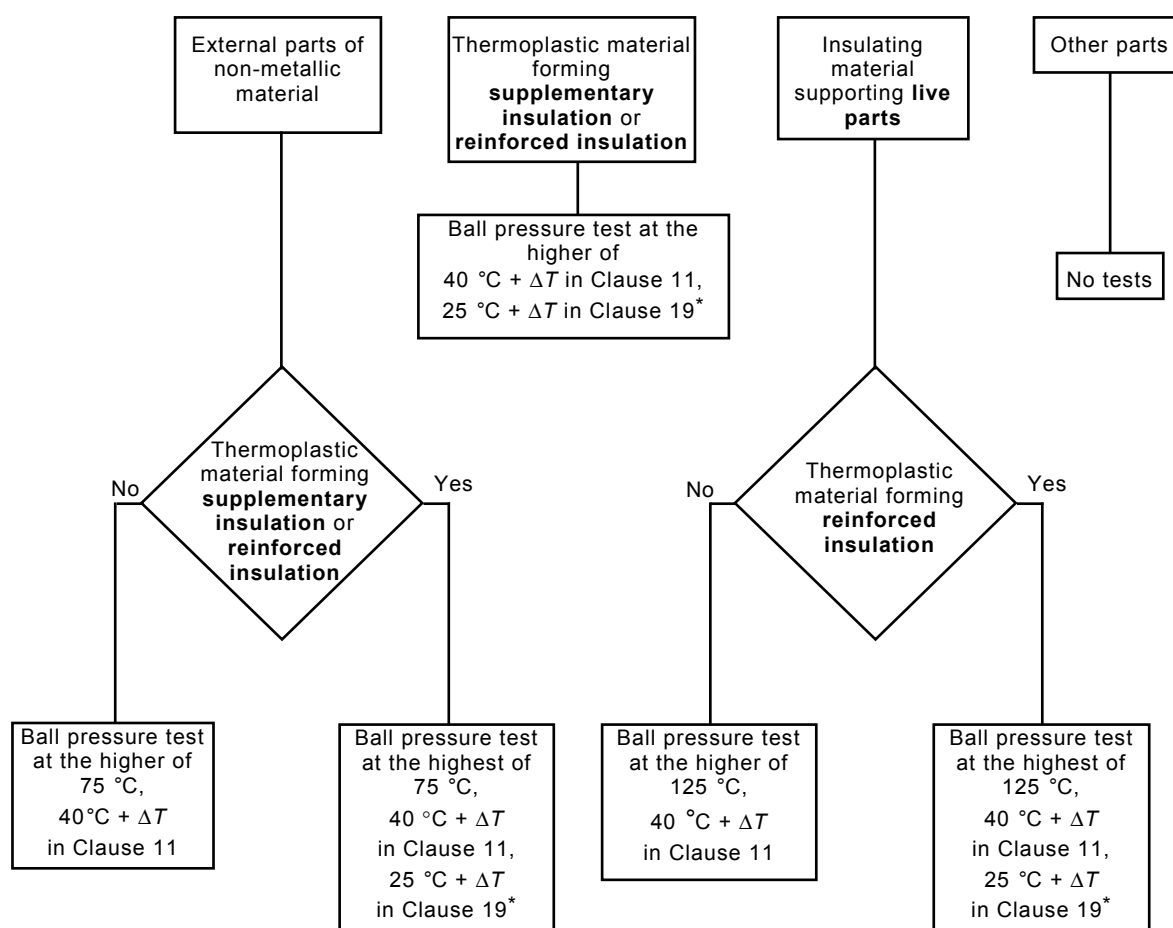 External parts of
non-metallic
material
Thermoplastic material
forming
supplementary
insulation or
reinforced insulation
Insulating
material
supporting live
parts
Other parts
Ball pressure test at the
higher of
40 °C + ΔT in Clause 11,
25 °C + ΔT in Clause 19*
No tests
Thermoplastic
material forming
supplementary
insulation or
reinforced
insulation
No
Yes
Thermoplastic
material forming
reinforced
insulation
No
Yes
Ball pressure test
at the higher of
75 °C,
40°C + ΔT
in Clause 11
Ball pressure test
at the highest of
75 °C,
40 °C + ΔT
in Clause 11,
25 °C + ΔT
in Clause 19*
Ball pressure test
at the higher of
125 °C,
40 °C + ΔT
in Clause 11
Ball pressure test
at the highest of
125 °C,
40 °C + ΔT
in Clause 11,
25 °C + ΔT
in Clause 19*